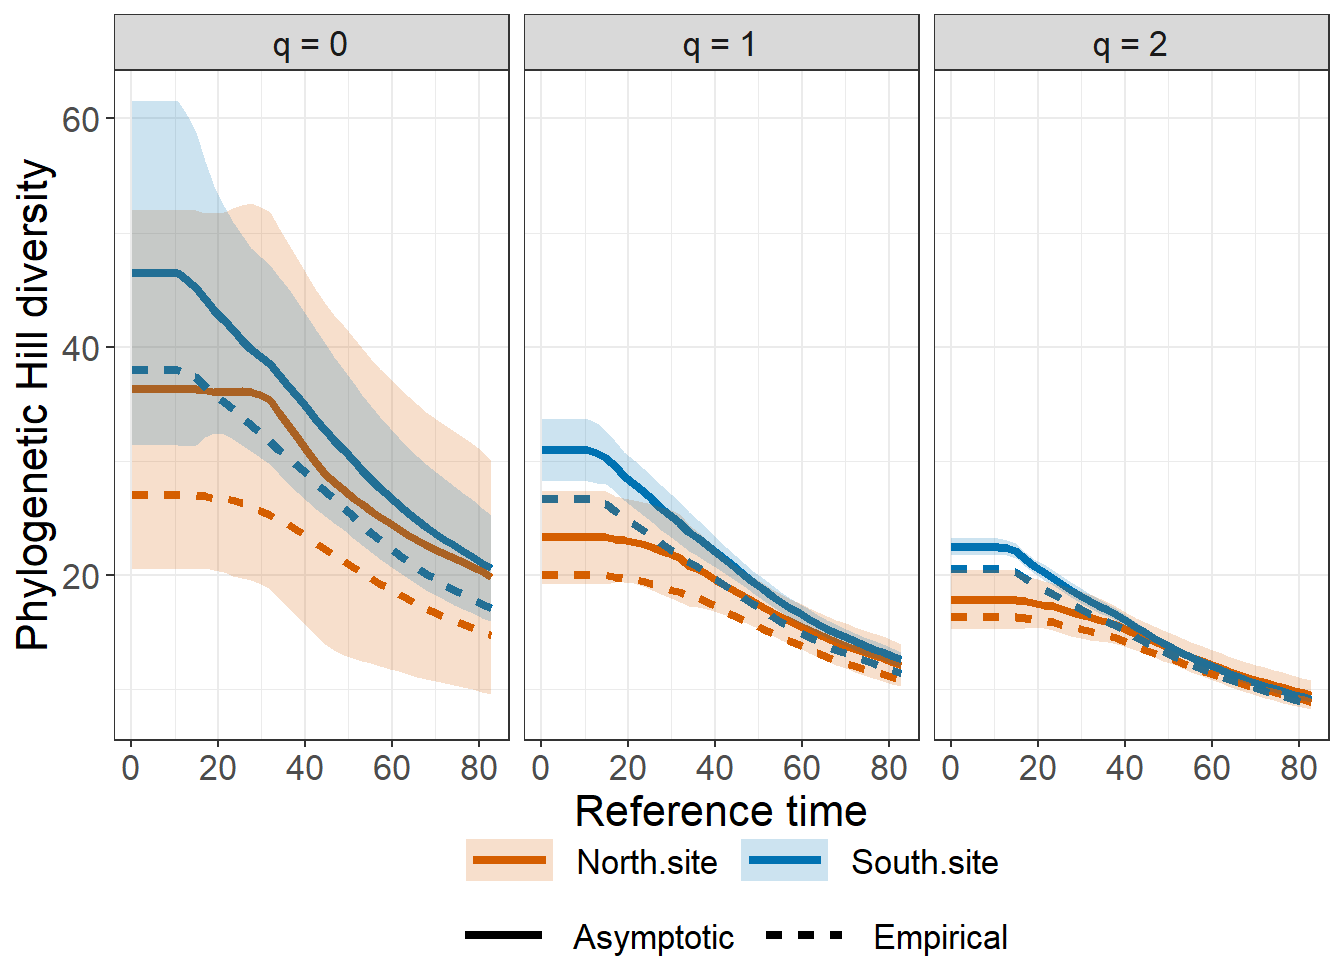 q = 0 q = 1 q = 2
60
40
20
Phylogenetic Hill diversity
0 20 40 60 80 0 20 40 60 80 0 20 40 60 80
Reference time
North.site South.site
Asymptotic Empirical